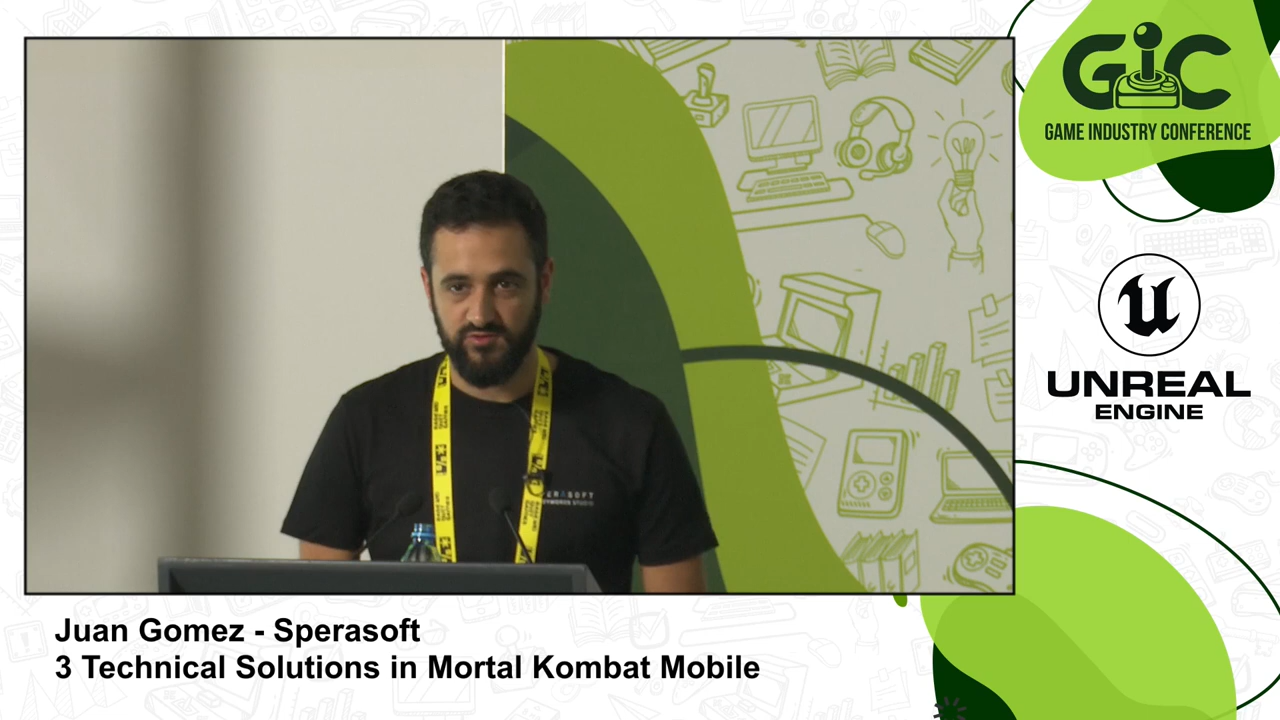 GIC
GAME INDUSTRY CONFERENCE
UNREAL
ENGINE
Juan Gomez - Sperasoft
3 Technical Solutions in Mortal Kombat Mobile